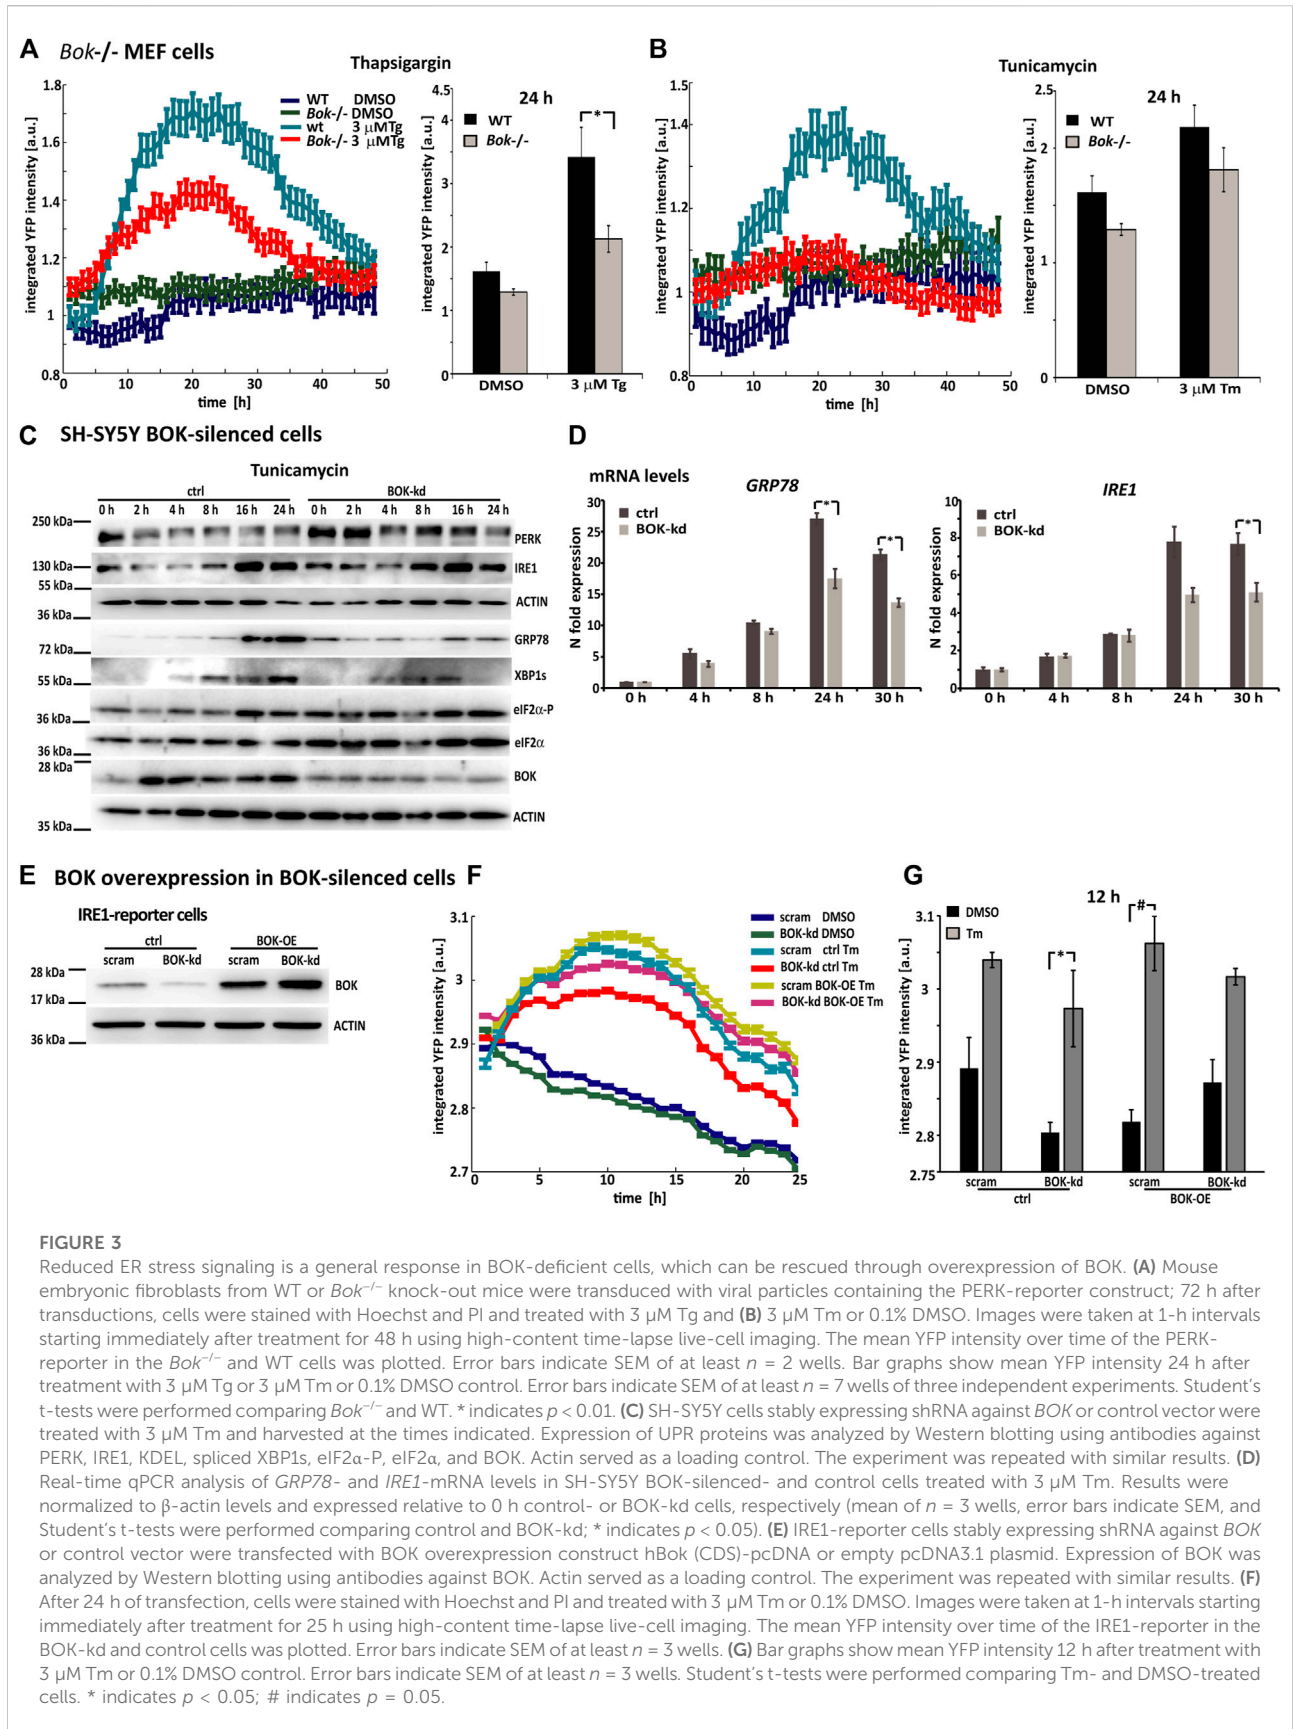 A Bok-/- MEF cells
Thapsigargin
integrated YFP intensity [a.u.]
1.8
1.6
1.4
1.2
1
0.8
0 10 20 30 40 50
time [h]
WT DMSO
Bok-/- DMSO
wt 3 μMTg
Bok-/- 3 μMTg
integrated YFP intensity [a.u.]
4.5
4
3
2
1
0
24 h
WT
Bok-/-
*
DMSO 3 μM Tg
B
Tunicamycin
integrated YFP intensity [a.u.]
1.5
1.4
1.3
1.2
1.1
1
0.9
0.8
0 10 20 30 40 50
time [h]
integrated YFP intensity [a.u.]
2.5
2
1.5
1
0
24 h
WT
Bok-/-
DMSO 3 μM Tm
C SH-SY5Y BOK-silenced cells
Tunicamycin
ctrl BOK-kd
0 h 2 h 4 h 8 h 16 h 24 h 0 h 2 h 4 h 8 h 16 h 24 h
250 kDa
PERK
130 kDa IRE1
55 kDa
ACTIN
36 kDa
GRP78
72 kDa
XBP1s
55 kDa
eIF2α-P
36 kDa
eIF2α
36 kDa
28 kDa
BOK
ACTIN
35 kDa
D
mRNA levels
GRP78
N fold expression
30
25
20
15
10
5
0
ctrl
BOK-kd
*
*
0 h 4 h 8 h 24 h 30 h
IRE1
N fold expression
10
8
6
4
2
0
ctrl
BOK-kd
*
0 h 4 h 8 h 24 h 30 h
E BOK overexpression in BOK-silenced cells
IRE1-reporter cells
ctrl BOK-OE
scram BOK-kd scram BOK-kd
28 kDa
BOK
17 kDa
ACTIN
36 kDa
F
integrated YFP intensity [a.u.]
3.1
3
2.9
2.8
2.7
0 5 10 15 20 25
time [h]
scram DMSO
BOK-kd DMSO
scram ctrl Tm
BOK-kd ctrl Tm
scram BOK-OE Tm
BOK-kd BOK-OE Tm
G
12 h
DMSO
Tm
integrated YFP intensity [a.u.]
3.1
3
2.9
2.8
2.75
*
#
scram BOK-kd scram BOK-kd
ctrl BOK-OE
FIGURE 3
Reduced ER stress signaling is a general response in BOK-deficient cells, which can be rescued through overexpression of BOK. (A) Mouse
embryonic fibroblasts from WT or Bok−/− knock-out mice were transduced with viral particles containing the PERK-reporter construct; 72 h after
transductions, cells were stained with Hoechst and PI and treated with 3 μM Tg and (B) 3 μM Tm or 0.1% DMSO. Images were taken at 1-h intervals
starting immediately after treatment for 48 h using high-content time-lapse live-cell imaging. The mean YFP intensity over time of the PERK-
reporter in the Bok−/− and WT cells was plotted. Error bars indicate SEM of at least n = 2 wells. Bar graphs show mean YFP intensity 24 h after
treatment with 3 μM Tg or 3 μM Tm or 0.1% DMSO control. Error bars indicate SEM of at least n = 7 wells of three independent experiments. Student's
t-tests were performed comparing Bok−/− and WT. * indicates p < 0.01. (C) SH-SY5Y cells stably expressing shRNA against BOK or control vector were
treated with 3 μM Tm and harvested at the times indicated. Expression of UPR proteins was analyzed by Western blotting using antibodies against
PERK, IRE1, KDEL, spliced XBP1s, eIF2α-P, eIF2α, and BOK. Actin served as a loading control. The experiment was repeated with similar results. (D)
Real-time qPCR analysis of GRP78- and IRE1-mRNA levels in SH-SY5Y BOK-silenced- and control cells treated with 3 μM Tm. Results were
normalized to β-actin levels and expressed relative to 0 h control- or BOK-kd cells, respectively (mean of n = 3 wells, error bars indicate SEM, and
Student's t-tests were performed comparing control and BOK-kd; * indicates p < 0.05). (E) IRE1-reporter cells stably expressing shRNA against BOK
or control vector were transfected with BOK overexpression construct hBok (CDS)-pcDNA or empty pcDNA3.1 plasmid. Expression of BOK was
analyzed by Western blotting using antibodies against BOK. Actin served as a loading control. The experiment was repeated with similar results. (F)
After 24 h of transfection, cells were stained with Hoechst and PI and treated with 3 μM Tm or 0.1% DMSO. Images were taken at 1-h intervals starting
immediately after treatment for 25 h using high-content time-lapse live-cell imaging. The mean YFP intensity over time of the IRE1-reporter in the
BOK-kd and control cells was plotted. Error bars indicate SEM of at least n = 3 wells. (G) Bar graphs show mean YFP intensity 12 h after treatment with
3 μM Tm or 0.1% DMSO control. Error bars indicate SEM of at least n = 3 wells. Student's t-tests were performed comparing Tm- and DMSO-treated
cells. * indicates p < 0.05; # indicates p = 0.05.